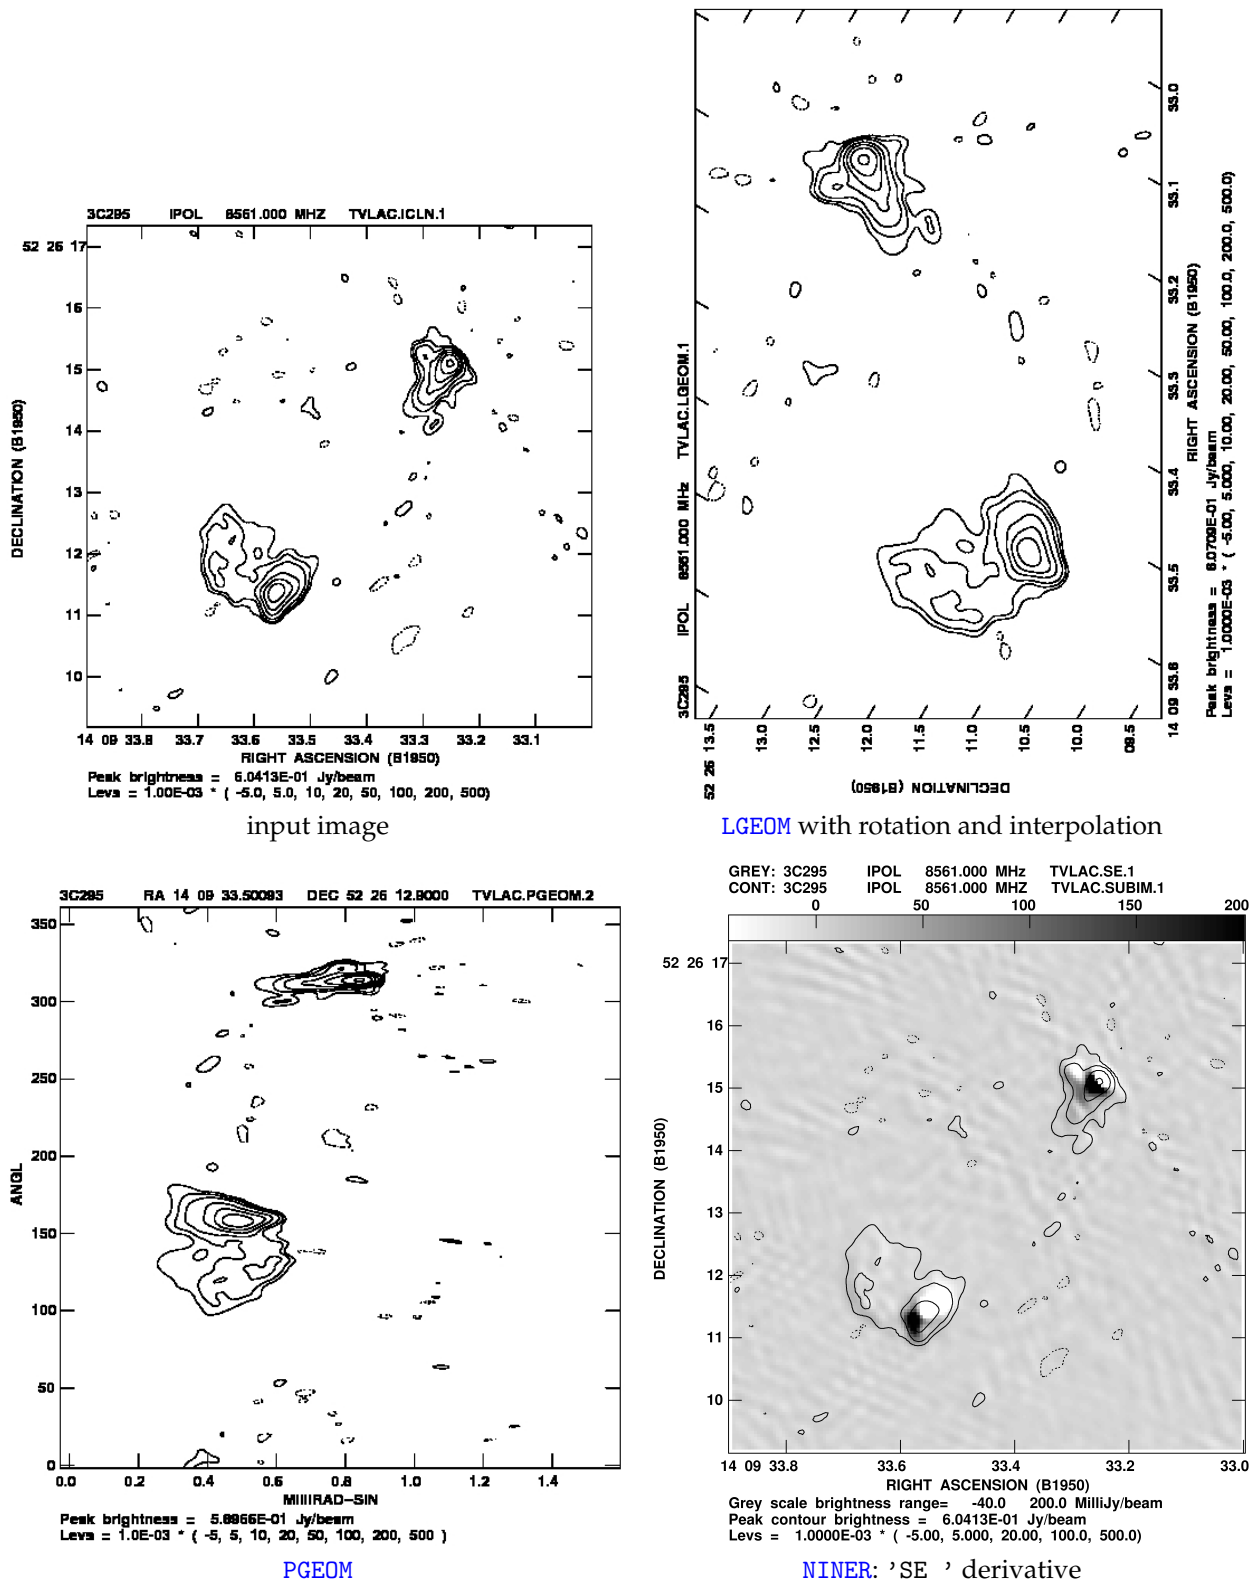 3C295 IPOL 8561.000 MHZ TVLAC.ICLN.1
52 26 17
16
15
14
13
12
11
10
DECLINATION (B1950)
14 09 33.8 33.7 33.6 33.5 33.4 33.3 33.2 33.1
RIGHT ASCENSION (B1950)
Peak brightness = 6.0413E-01 Jy/beam
Levs = 1.00E-03 * ( -5.0, 5.0, 10, 20, 50, 100, 200, 500)
input image
3C295 IPOL 8561.000 MHZ TVLAC.LGEOM.1
52 26 13.5 13.0 12.5 12.0 11.5 11.0 10.5 10.0 09.5
DECLINATION (B1950)
14 09 33.6 33.5 33.4 33.3 33.2 33.1 33.0
RIGHT ASCENSION (B1950)
Peak brightness = 6.0709E-01 Jy/beam
Levs = 1.0000E-03 * ( -5.00, 5.000, 10.00, 20.00, 50.00, 100.0, 200.0, 500.0)
LGEOM with rotation and interpolation
3C295 RA 14 09 33.50093 DEC 52 26 12.9000 TVLAC.PGEOM.2
350
300
250
200
150
100
50
0
ANGL
0.0 0.2 0.4 0.6 0.8 1.0 1.2 1.4
MIllIRAD-SIN
Peak brightness = 5.8966E-01 Jy/beam
Levs = 1.0E-03 * ( -5, 5, 10, 20, 50, 100, 200, 500 )
PGEOM
GREY: 3C295 IPOL 8561.000 MHz TVLAC.SE.1
CONT: 3C295 IPOL 8561.000 MHZ TVLAC.SUBIM.1
0 50 100 150 200
52 26 17
16
15
14
13
12
11
10
DECLINATION (B1950)
14 09 33.8 33.6 33.4 33.2 33.0
RIGHT ASCENSION (B1950)
Grey scale brightness range= -40.0 200.0 MilliJy/beam
Peak contour brightness = 6.0413E-01 Jy/beam
Levs = 1.0000E-03 * ( -5.00, 5.000, 20.00, 100.0, 500.0)
NINER: 'SE ' derivative